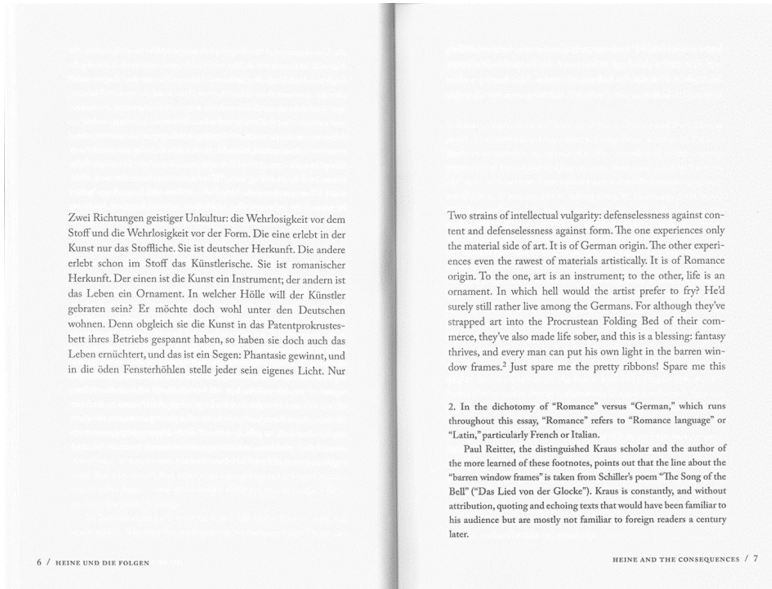 Zwei Richtungen geistiger Unkultur: die Wehrlosigkeit vor dem
Stoff und die Wehrlosigkeit vor der Form. Die eine erlebt in der
Kunst nur das Stoffliche. Sie ist deutscher Herkunft. Die andere
erlebt schon im Stoff das Künstlerische. Sie ist romanischer
Herkunft. Der einen ist die Kunst ein Instrument; der andern ist
das Leben ein Ornament. In welcher Hölle will der Künstler
gebraten sein? Er möchte doch wohl unter den Deutschen
wohnen. Denn obgleich sie die Kunst in das Patentprokrustes-
bett ihres Betriebs gespannt haben, so haben sie doch auch das
Leben ernüchtert, und das ist ein Segen: Phantasie gewinnt, und
in die öden Fensterhöhlen stelle jeder sein eigenes Licht. Nur
6 / HEINE UND DIE FOLGEN
Two strains of intellectual vulgarity: defenselessness against con-
tent and defenselessness against form. The one experiences only
the material side of art. It is of German origin. The other experi-
ences even the rawest of materials artistically. It is of Romance
origin. To the one, art is an instrument; to the other, life is an
ornament. In which hell would the artist prefer to fry? He'd
surely still rather live among the Germans. For although they've
strapped art into the Procrustean Folding Bed of their com-
merce, they've also made life sober, and this is a blessing: fantasy
thrives, and every man can put his own light in the barren win-
dow frames.² Just spare me the pretty ribbons! Spare me this
2. In the dichotomy of “Romance” versus “German,” which runs
throughout this essay, “Romance” refers to “Romance language” or
“Latin,” particularly French or Italian.
Paul Reitter, the distinguished Kraus scholar and the author of
the more learned of these footnotes, points out that the line about the
“barren window frames” is taken from Schiller's poem “The Song of the
Bell” (“Das Lied von der Glocke”). Kraus is constantly, and without
attribution, quoting and echoing texts that would have been familiar to
his audience but are mostly not familiar to foreign readers a century
later.
HEINE AND THE CONSEQUENCES / 7